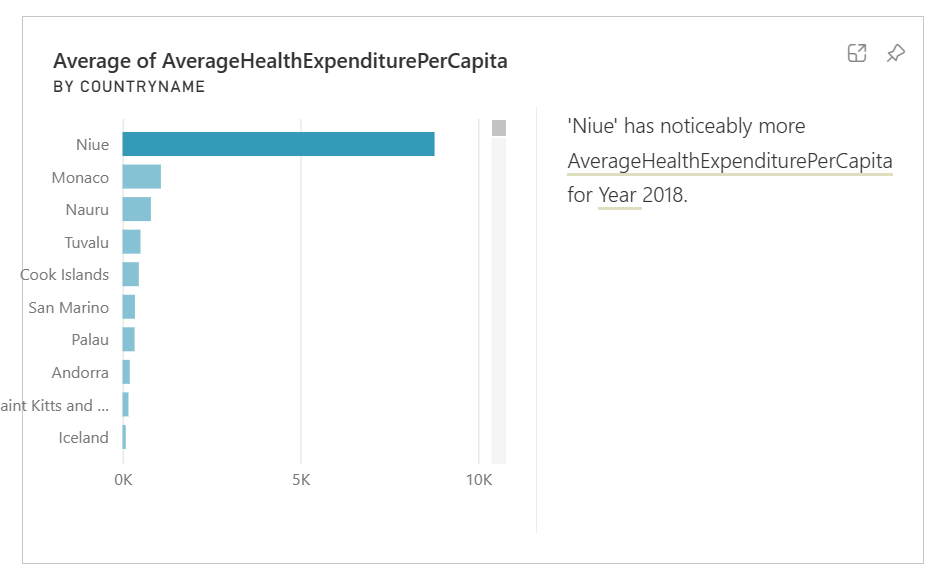 Average of AverageHealthExpenditurePerCapita
BY COUNTRYNAME
Niue
Monaco
Nauru
Tuvalu
Cook Islands
San Marino
Palau
Andorra
aint Kitts and ...
Iceland
0K 5K 10K
'Niue' has noticeably more
AverageHealthExpenditurePerCapita
for Year 2018.